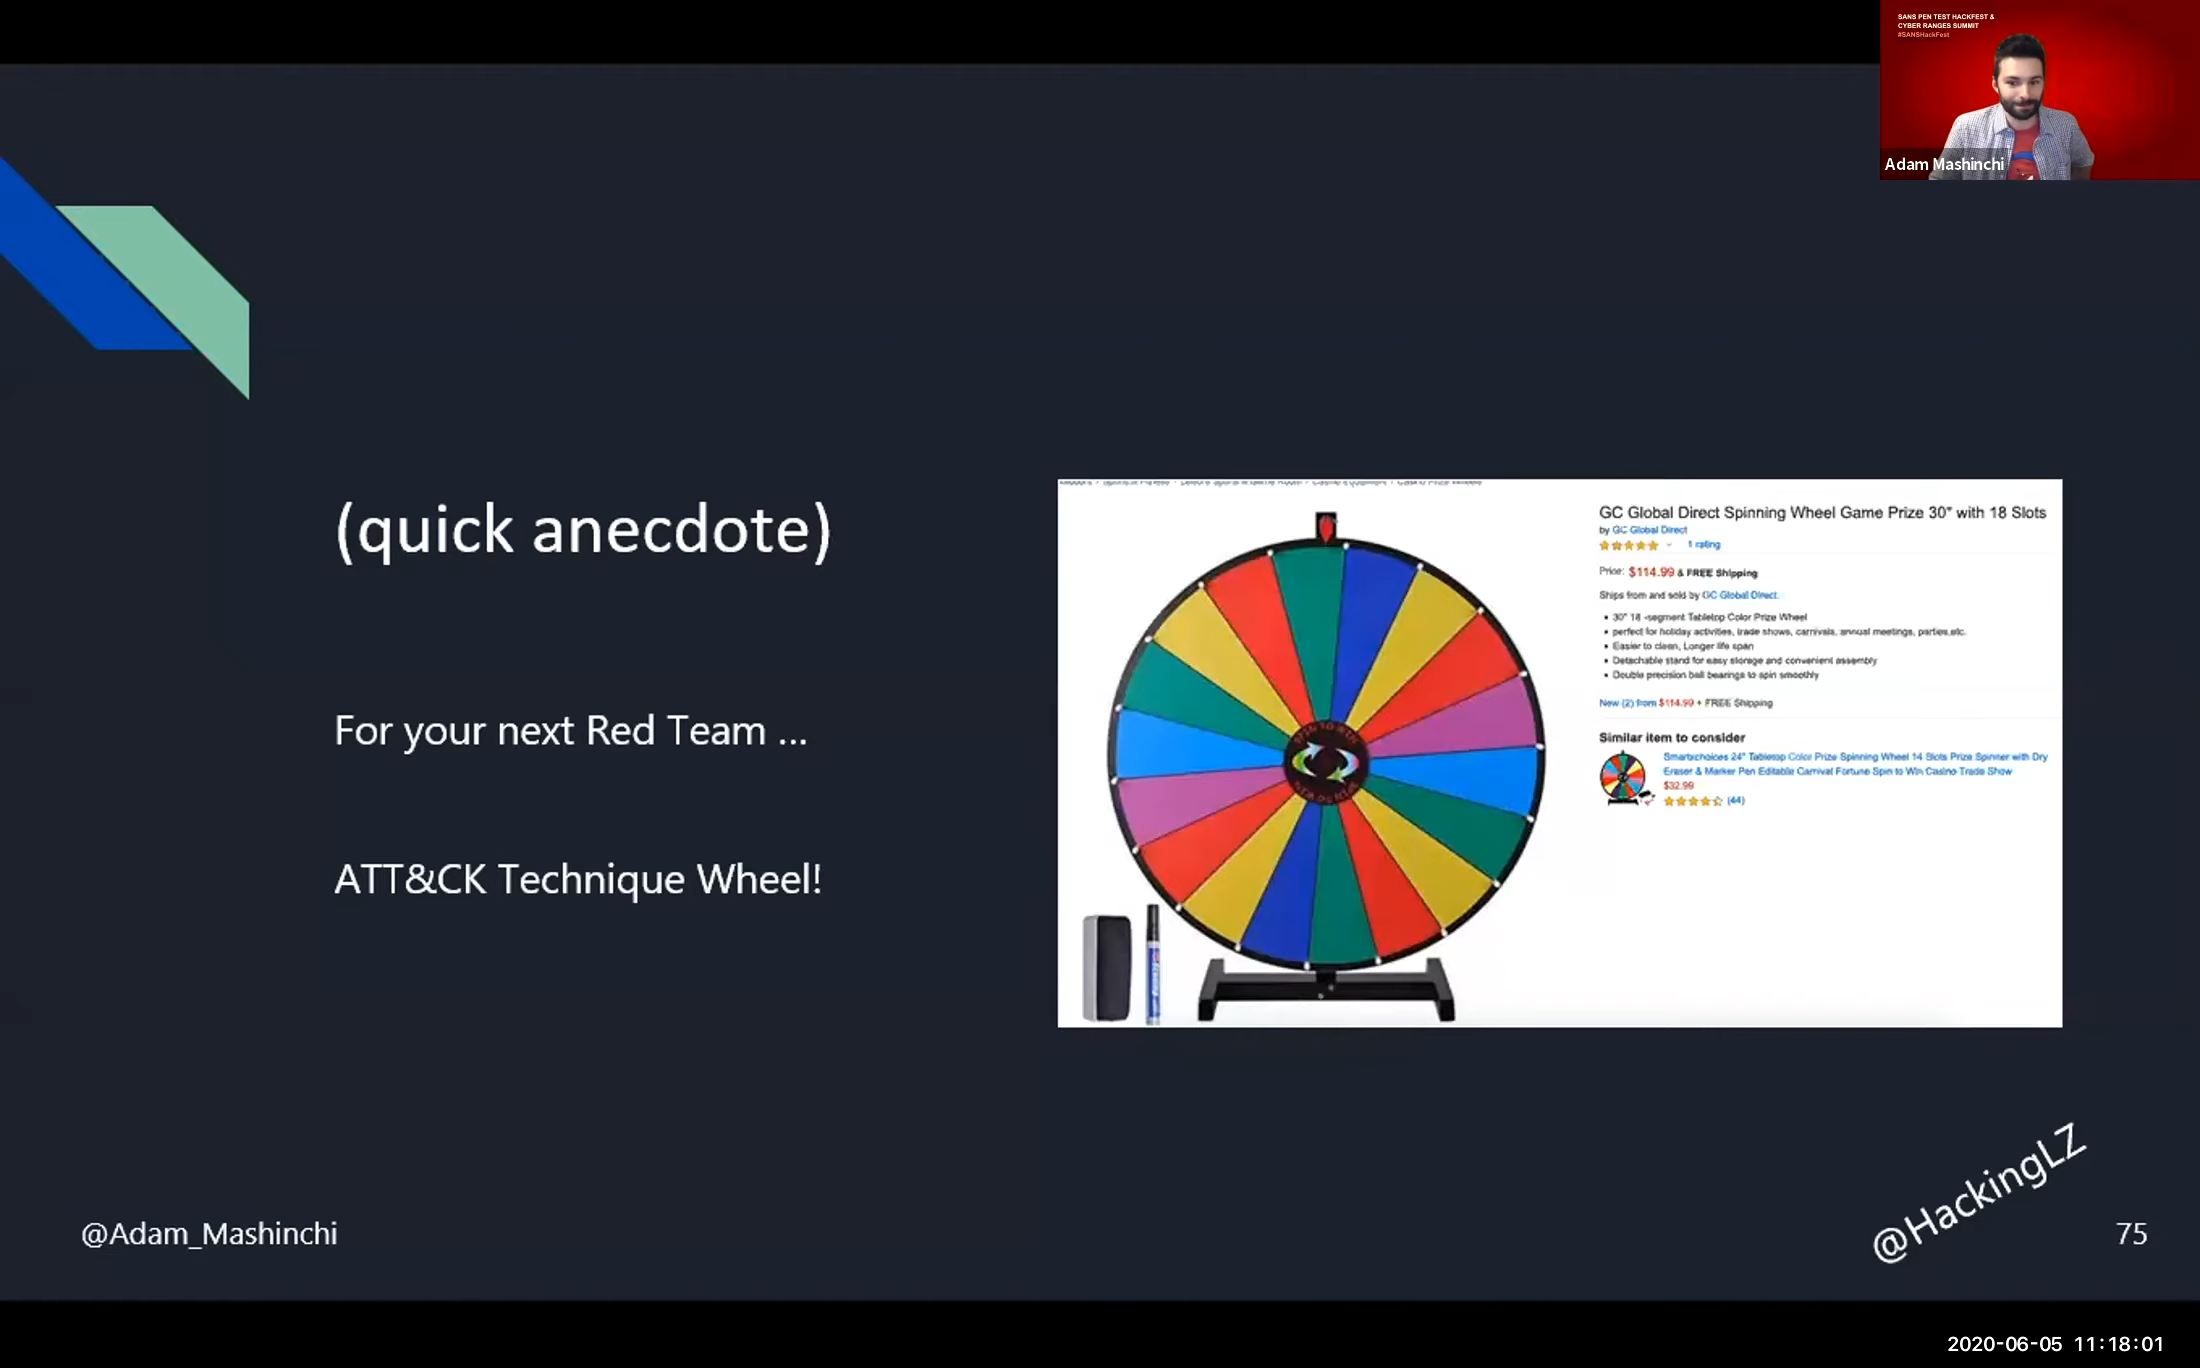 SANS PEN TEST HACKFEST &
CYBER RANGES SUMMIT
#SANSHackFest
Adam Mashinchi
(quick anecdote)
For your next Red Team ...
ATT&CK Technique Wheel!
GC Global Direct Spinning Wheel Game Prize 30" with 18 Slots
by GC Global Direct
1 rating
Price: $114.99 & FREE Shipping
Ships from and sold by GC Global Direct.
• 30" 18 -segment Tabletop Color Prize Wheel
• perfect for holiday activities, trade shows, carnivals, annual meetings, parties,etc.
• Easier to clean, Longer life span
• Detachable stand for easy storage and convenient assembly
• Double precision ball bearings to spin smoothly
New (2) from $114.99 + FREE Shipping
Similar item to consider
Smartxchoices 24" Tabletop Color Prize Spinning Wheel 14 Slots Prize Spinner with Dry
Eraser & Marker Pen Editable Carnival Fortune Spin to Win Casino Trade Show
$32.99
(44)
SPIN TO WIN
@Adam_Mashinchi
@HackingLZ
75
2020-06-05 11:18:01